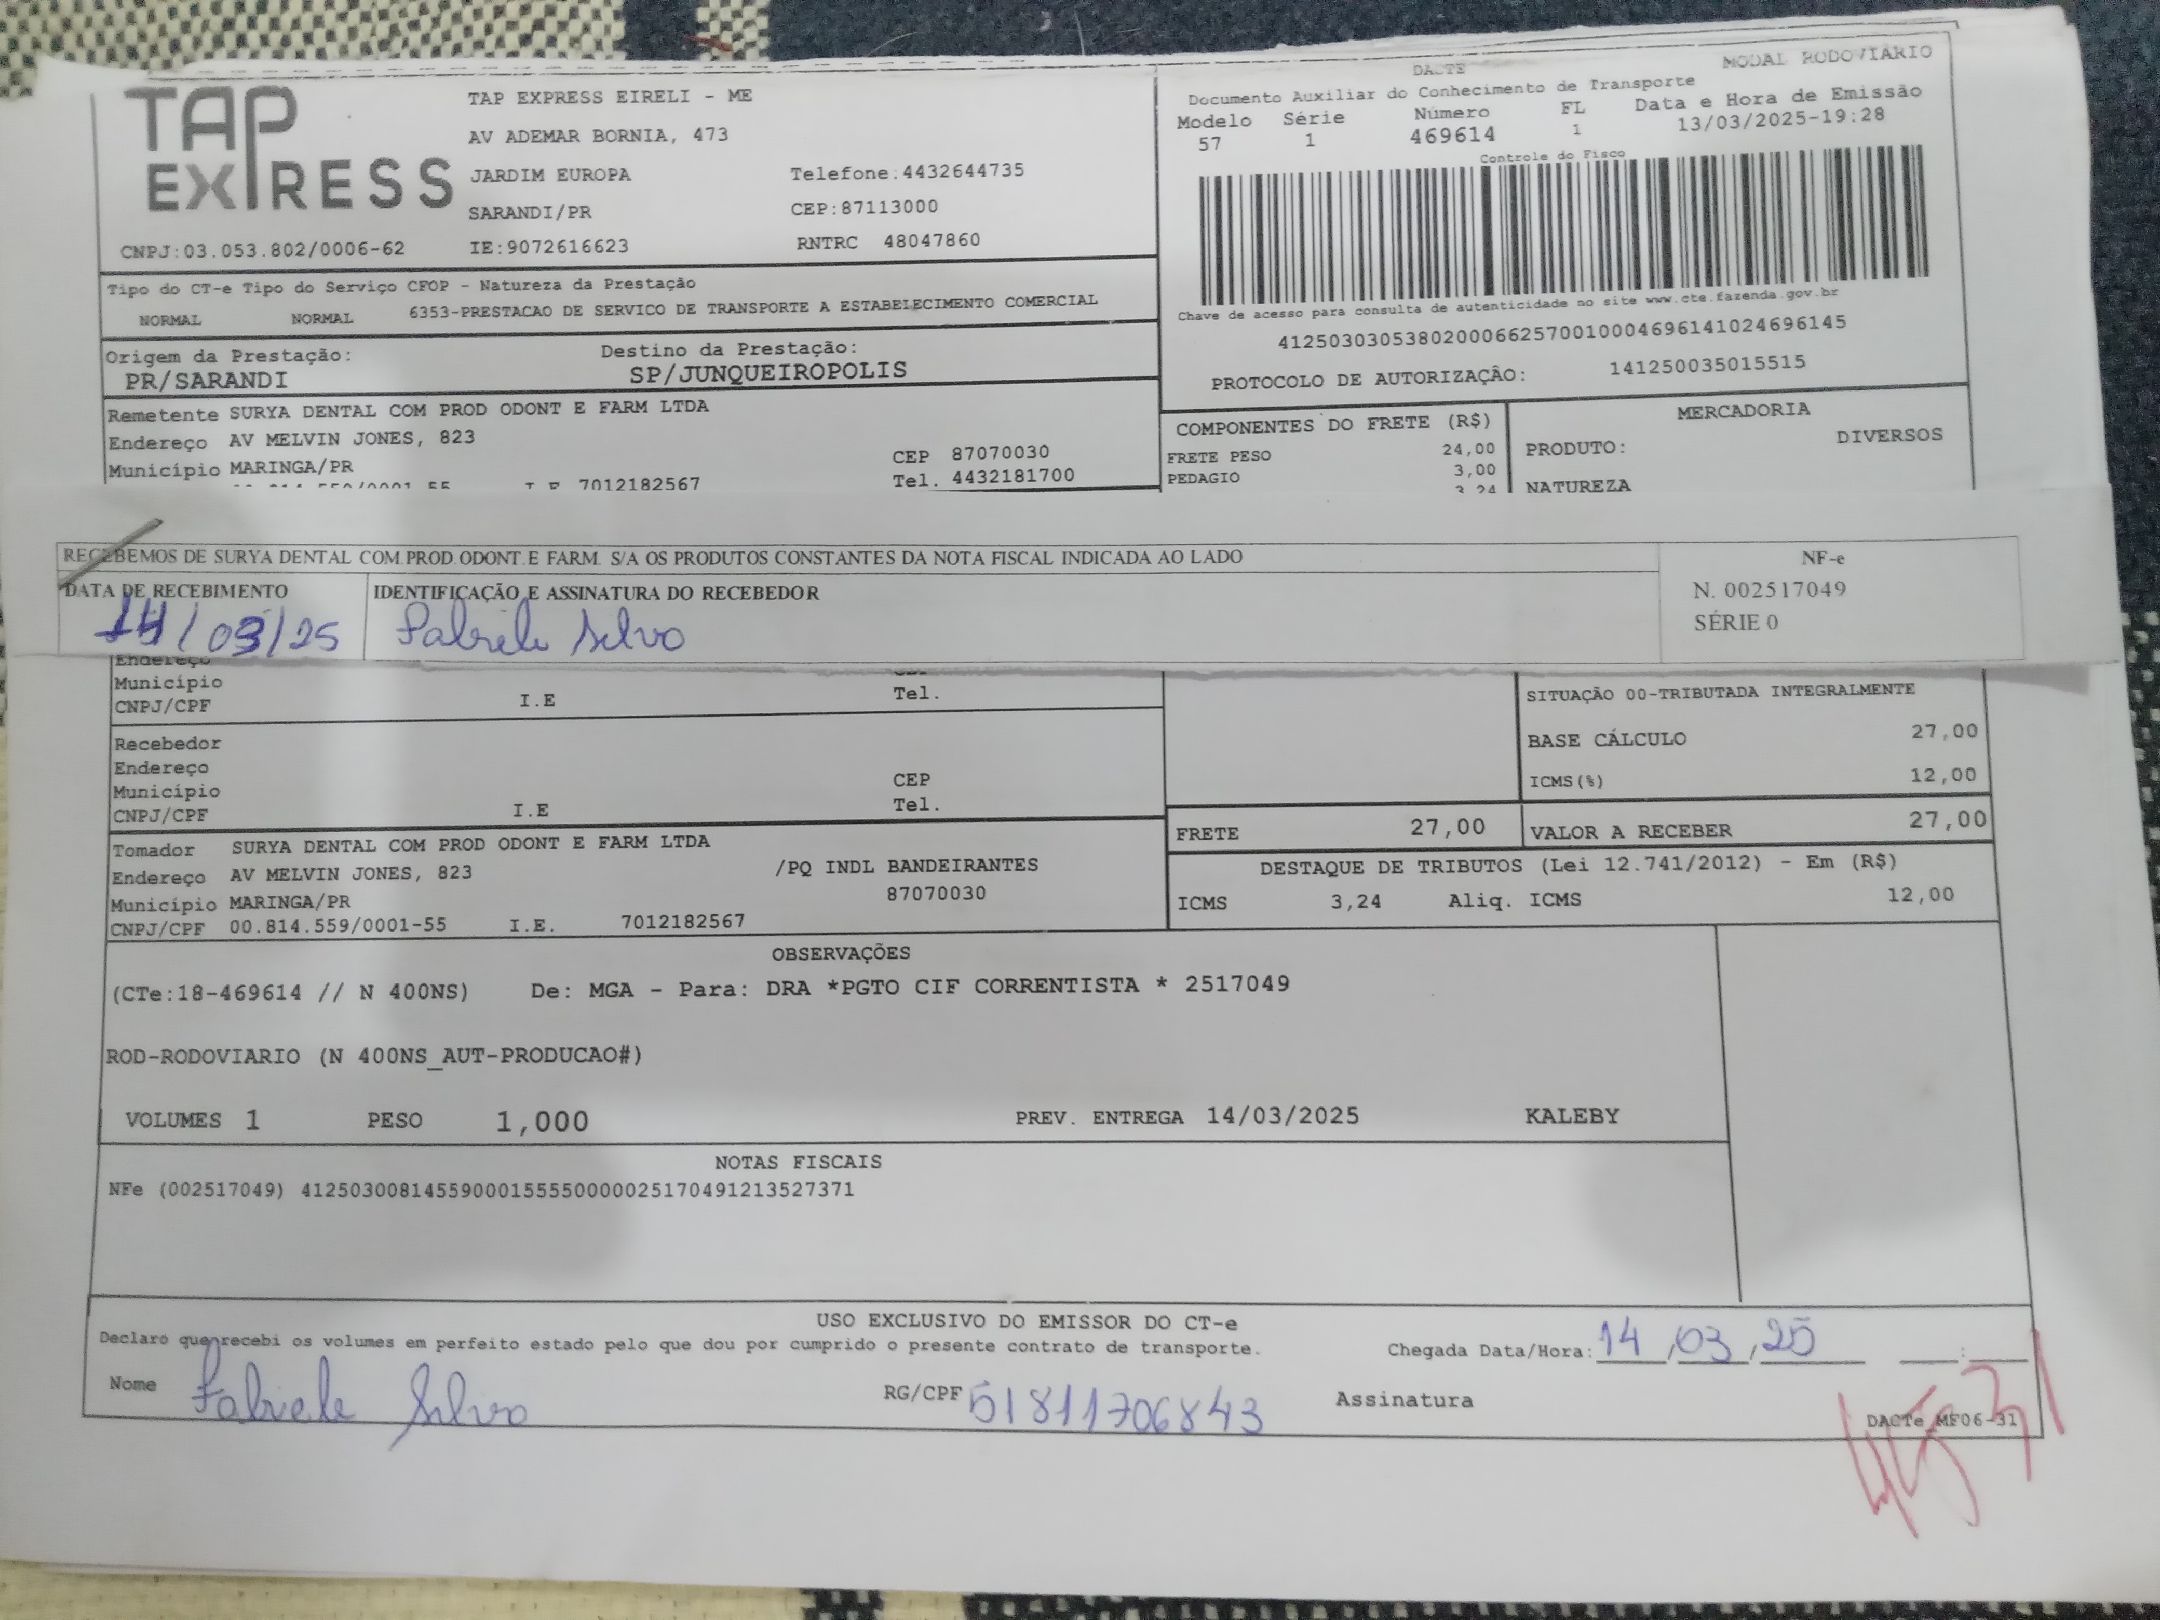 TAP EXPRESS
TAP EXPRESS EIRELI - ME
AV ADEMAR BORNIA, 473
JARDIM EUROPA Telefone:4432644735
SARANDI/PR CEP:87113000
CNPJ:03.053.802/0006-62 IE:9072616623 RNTRC 48047860
DACTE MODAL RODOVIÁRIO
Documento Auxiliar do Conhecimento de Transporte
Modelo Série Número FL Data e Hora de Emissão
57 1 469614 1 13/03/2025-19:28
Controle do Fisco
Chave de acesso para consulta de autenticidade no site www.cte.fazenda.gov.br
41250303053802000662570010004696141024696145
PROTOCOLO DE AUTORIZAÇÃO: 141250035015515
Tipo do CT-e Tipo do Serviço CFOP - Natureza da Prestação
NORMAL NORMAL 6353-PRESTACAO DE SERVICO DE TRANSPORTE A ESTABELECIMENTO COMERCIAL
Origem da Prestação: Destino da Prestação:
PR/SARANDI SP/JUNQUEIROPOLIS
Remetente SURYA DENTAL COM PROD ODONT E FARM LTDA
Endereço AV MELVIN JONES, 823
Município MARINGA/PR CEP 87070030
I E 7012182567 Tel. 4432181700
COMPONENTES DO FRETE (R$)
FRETE PESO 24,00
PEDAGIO 3,00
3,24
MERCADORIA
PRODUTO: DIVERSOS
NATUREZA
RECEBEMOS DE SURYA DENTAL COM.PROD.ODONT.E FARM. S/A OS PRODUTOS CONSTANTES DA NOTA FISCAL INDICADA AO LADO
DATA DE RECEBIMENTO IDENTIFICAÇÃO E ASSINATURA DO RECEBEDOR
14/03/25 Fabriele Silva
NF-e
N. 002517049
SÉRIE 0
Endereço
Município Tel.
CNPJ/CPF I.E
SITUAÇÃO 00-TRIBUTADA INTEGRALMENTE
BASE CÁLCULO 27,00
ICMS(%) 12,00
Recebedor
Endereço
Município CEP
CNPJ/CPF I.E Tel.
FRETE 27,00 VALOR A RECEBER 27,00
Tomador SURYA DENTAL COM PROD ODONT E FARM LTDA
Endereço AV MELVIN JONES, 823 /PQ INDL BANDEIRANTES
Município MARINGA/PR 87070030
CNPJ/CPF 00.814.559/0001-55 I.E. 7012182567
DESTAQUE DE TRIBUTOS (Lei 12.741/2012) - Em (R$)
ICMS 3,24 Aliq. ICMS 12,00
OBSERVAÇÕES
(CTe:18-469614 // N 400NS) De: MGA - Para: DRA *PGTO CIF CORRENTISTA * 2517049
ROD-RODOVIARIO (N 400NS_AUT-PRODUCAO#)
VOLUMES 1 PESO 1,000 PREV. ENTREGA 14/03/2025 KALEBY
NOTAS FISCAIS
NFe (002517049) 41250300814559000155550000025170491213527371
USO EXCLUSIVO DO EMISSOR DO CT-e
Declaro que recebi os volumes em perfeito estado pelo que dou por cumprido o presente contrato de transporte. Chegada Data/Hora: 14/03/25 :
Nome Fabriele Silva RG/CPF 51811706843 Assinatura
DACTe_MF06-31